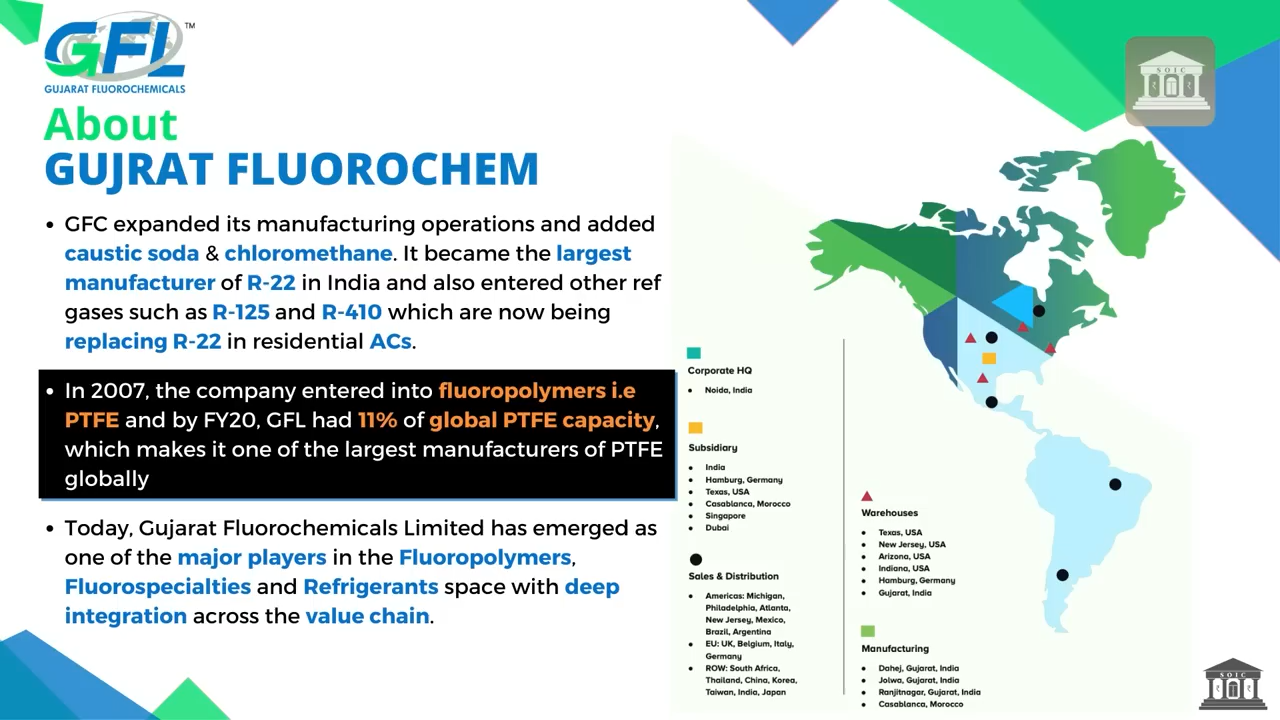 GFL™
GUJARAT FLUOROCHEMICALS
About
GUJRAT FLUOROCHEM
• GFC expanded its manufacturing operations and added
caustic soda & chloromethane. It became the largest
manufacturer of R-22 in India and also entered other ref
gases such as R-125 and R-410 which are now being
replacing R-22 in residential ACs.
• In 2007, the company entered into fluoropolymers i.e
PTFE and by FY20, GFL had 11% of global PTFE capacity,
which makes it one of the largest manufacturers of PTFE
globally
• Today, Gujarat Fluorochemicals Limited has emerged as
one of the major players in the Fluoropolymers,
Fluorospecialties and Refrigerants space with deep
integration across the value chain.
SOIC
Corporate HQ
• Noida, India
Subsidiary
• India
• Hamburg, Germany
• Texas, USA
• Casablanca, Morocco
• Singapore
• Dubai
Sales & Distribution
• Americas: Michigan,
Philadelphia, Atlanta,
New Jersey, Mexico,
Brazil, Argentina
• EU: UK, Belgium, Italy,
Germany
• ROW: South Africa,
Thailand, China, Korea,
Taiwan, India, Japan
Warehouses
• Texas, USA
• New Jersey, USA
• Arizona, USA
• Indiana, USA
• Hamburg, Germany
• Gujarat, India
Manufacturing
• Dahej, Gujarat, India
• Jolwa, Gujarat, India
• Ranjitnagar, Gujarat, India
• Casablanca, Morocco
SOIC